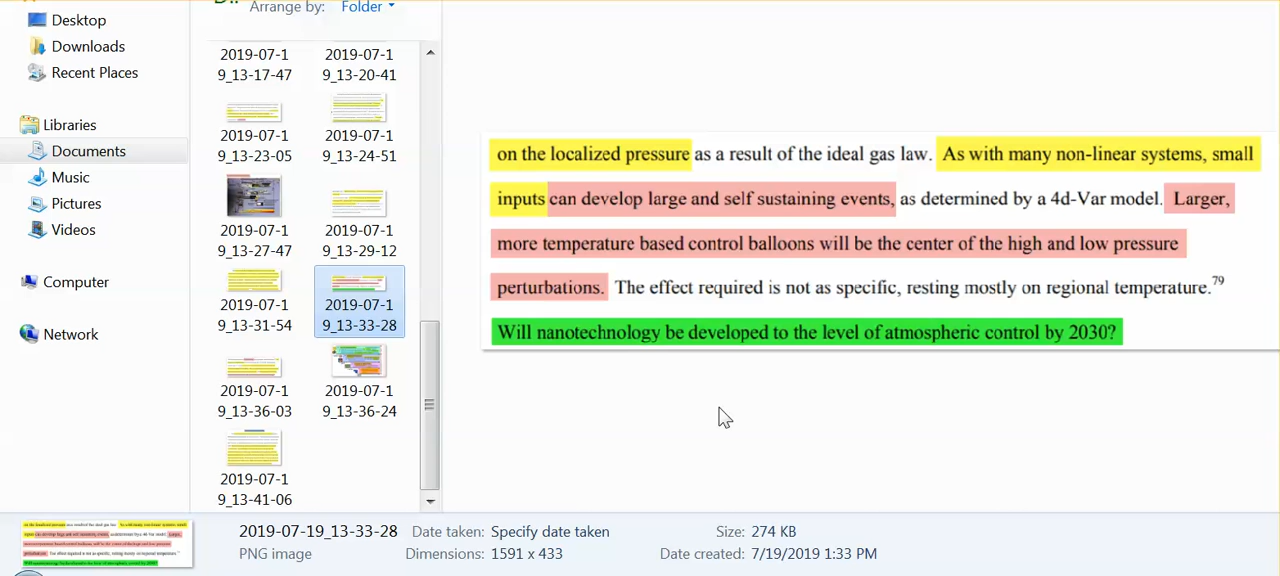 Arrange by: Folder
Desktop
Downloads
Recent Places
Libraries
Documents
Music
Pictures
Videos
Computer
Network
2019-07-1
9_13-17-47
2019-07-1
9_13-20-41
2019-07-1
9_13-23-05
2019-07-1
9_13-24-51
2019-07-1
9_13-27-47
2019-07-1
9_13-29-12
2019-07-1
9_13-31-54
2019-07-1
9_13-33-28
2019-07-1
9_13-36-03
2019-07-1
9_13-36-24
2019-07-1
9_13-41-06
on the localized pressure as a result of the ideal gas law. As with many non-linear systems, small
inputs can develop large and self sustaining events, as determined by a 4d-Var model. Larger,
more temperature based control balloons will be the center of the high and low pressure
perturbations. The effect required is not as specific, resting mostly on regional temperature.79
Will nanotechnology be developed to the level of atmospheric control by 2030?
2019-07-19_13-33-28 Date taken: Specify date taken Size: 274 KB
PNG image Dimensions: 1591 x 433 Date created: 7/19/2019 1:33 PM